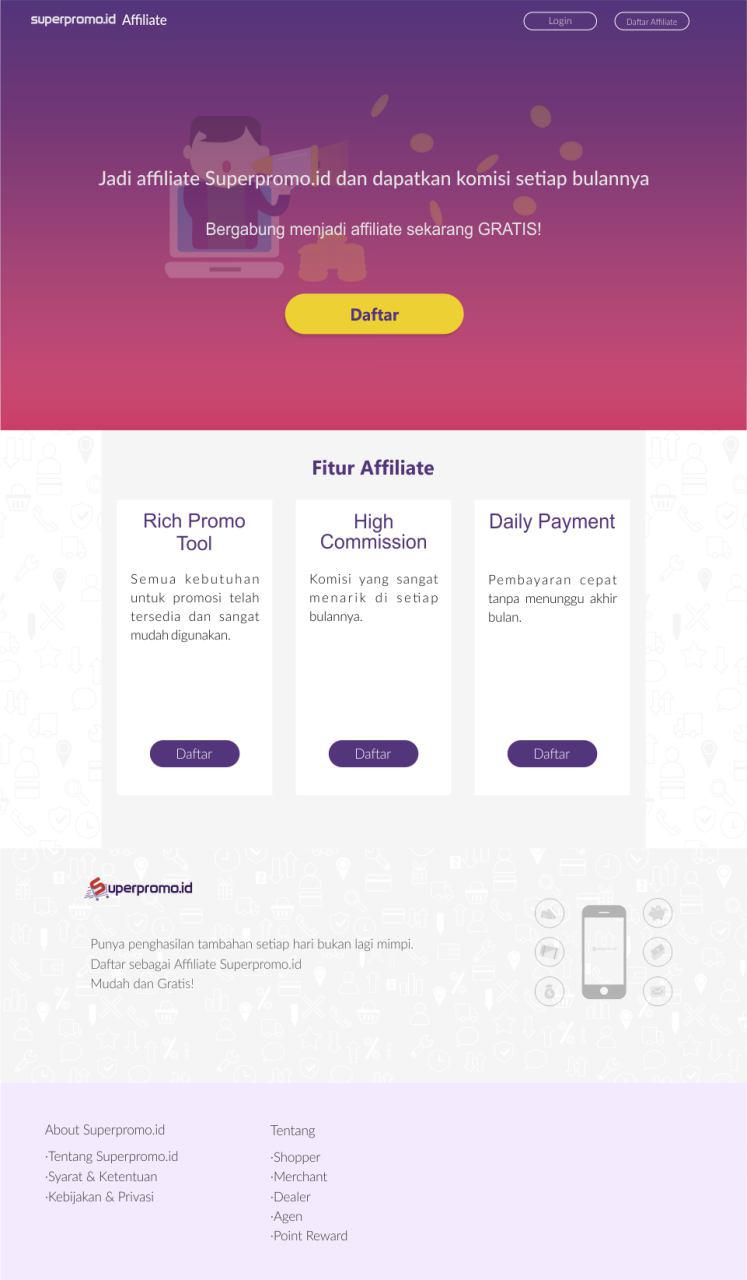 superpromo.id Affiliate
Login
Daftar Affiliate
Jadi affiliate Superpromo.id dan dapatkan komisi setiap bulannya
Bergabung menjadi affiliate sekarang GRATIS!
Daftar
Fitur Affiliate
Rich Promo
Tool
Semua kebutuhan
untuk promosi telah
tersedia dan sangat
mudah digunakan.
Daftar
High
Commission
Komisi yang sangat
menarik di setiap
bulannya.
Daftar
Daily Payment
Pembayaran cepat
tanpa menunggu akhir
bulan.
Daftar
Superpromo.id
Punya penghasilan tambahan setiap hari bukan lagi mimpi.
Daftar sebagai Affiliate Superpromo.id
Mudah dan Gratis!
About Superpromo.id
·Tentang Superpromo.id
·Syarat & Ketentuan
·Kebijakan & Privasi
Tentang
·Shopper
·Merchant
·Dealer
·Agen
·Point Reward